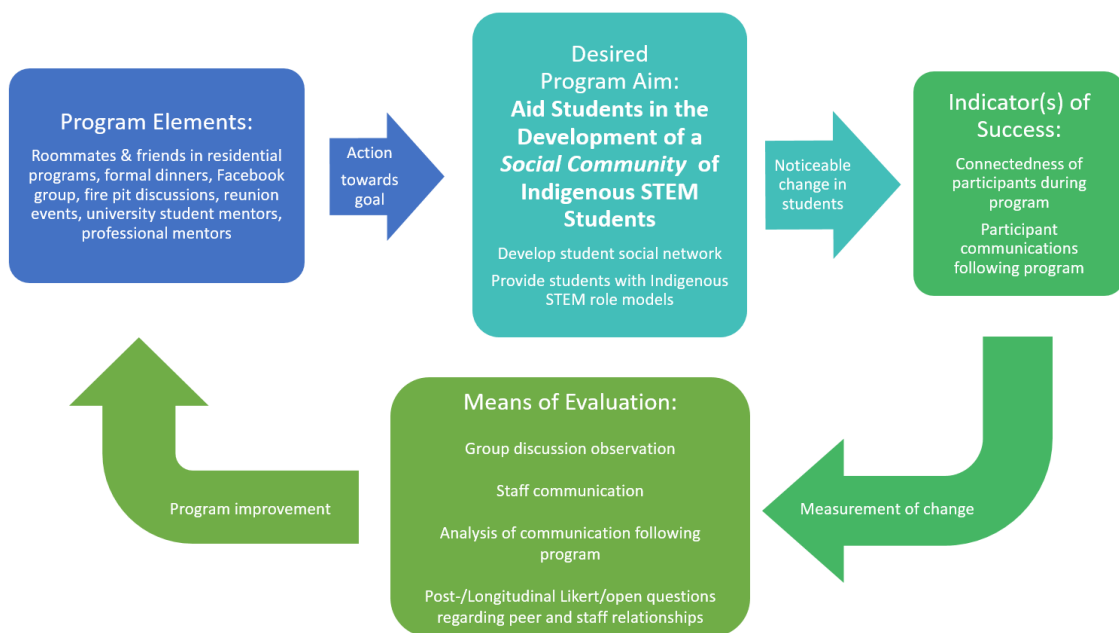 Program Elements:
Roommates & friends in residential
programs, formal dinners, Facebook
group, fire pit discussions, reunion
events, university student mentors,
professional mentors
Action
towards
goal
Desired
Program Aim:
Aid Students in the
Development of a
Social Community of
Indigenous STEM
Students
Develop student social network
Provide students with Indigenous
STEM role models
Noticeable
change in
students
Indicator(s) of
Success:
Connectedness of
participants during
program
Participant
communications
following program
Measurement of change
Means of Evaluation:
Group discussion observation
Staff communication
Analysis of communication following
program
Post-/Longitudinal Likert/open questions
regarding peer and staff relationships
Program improvement